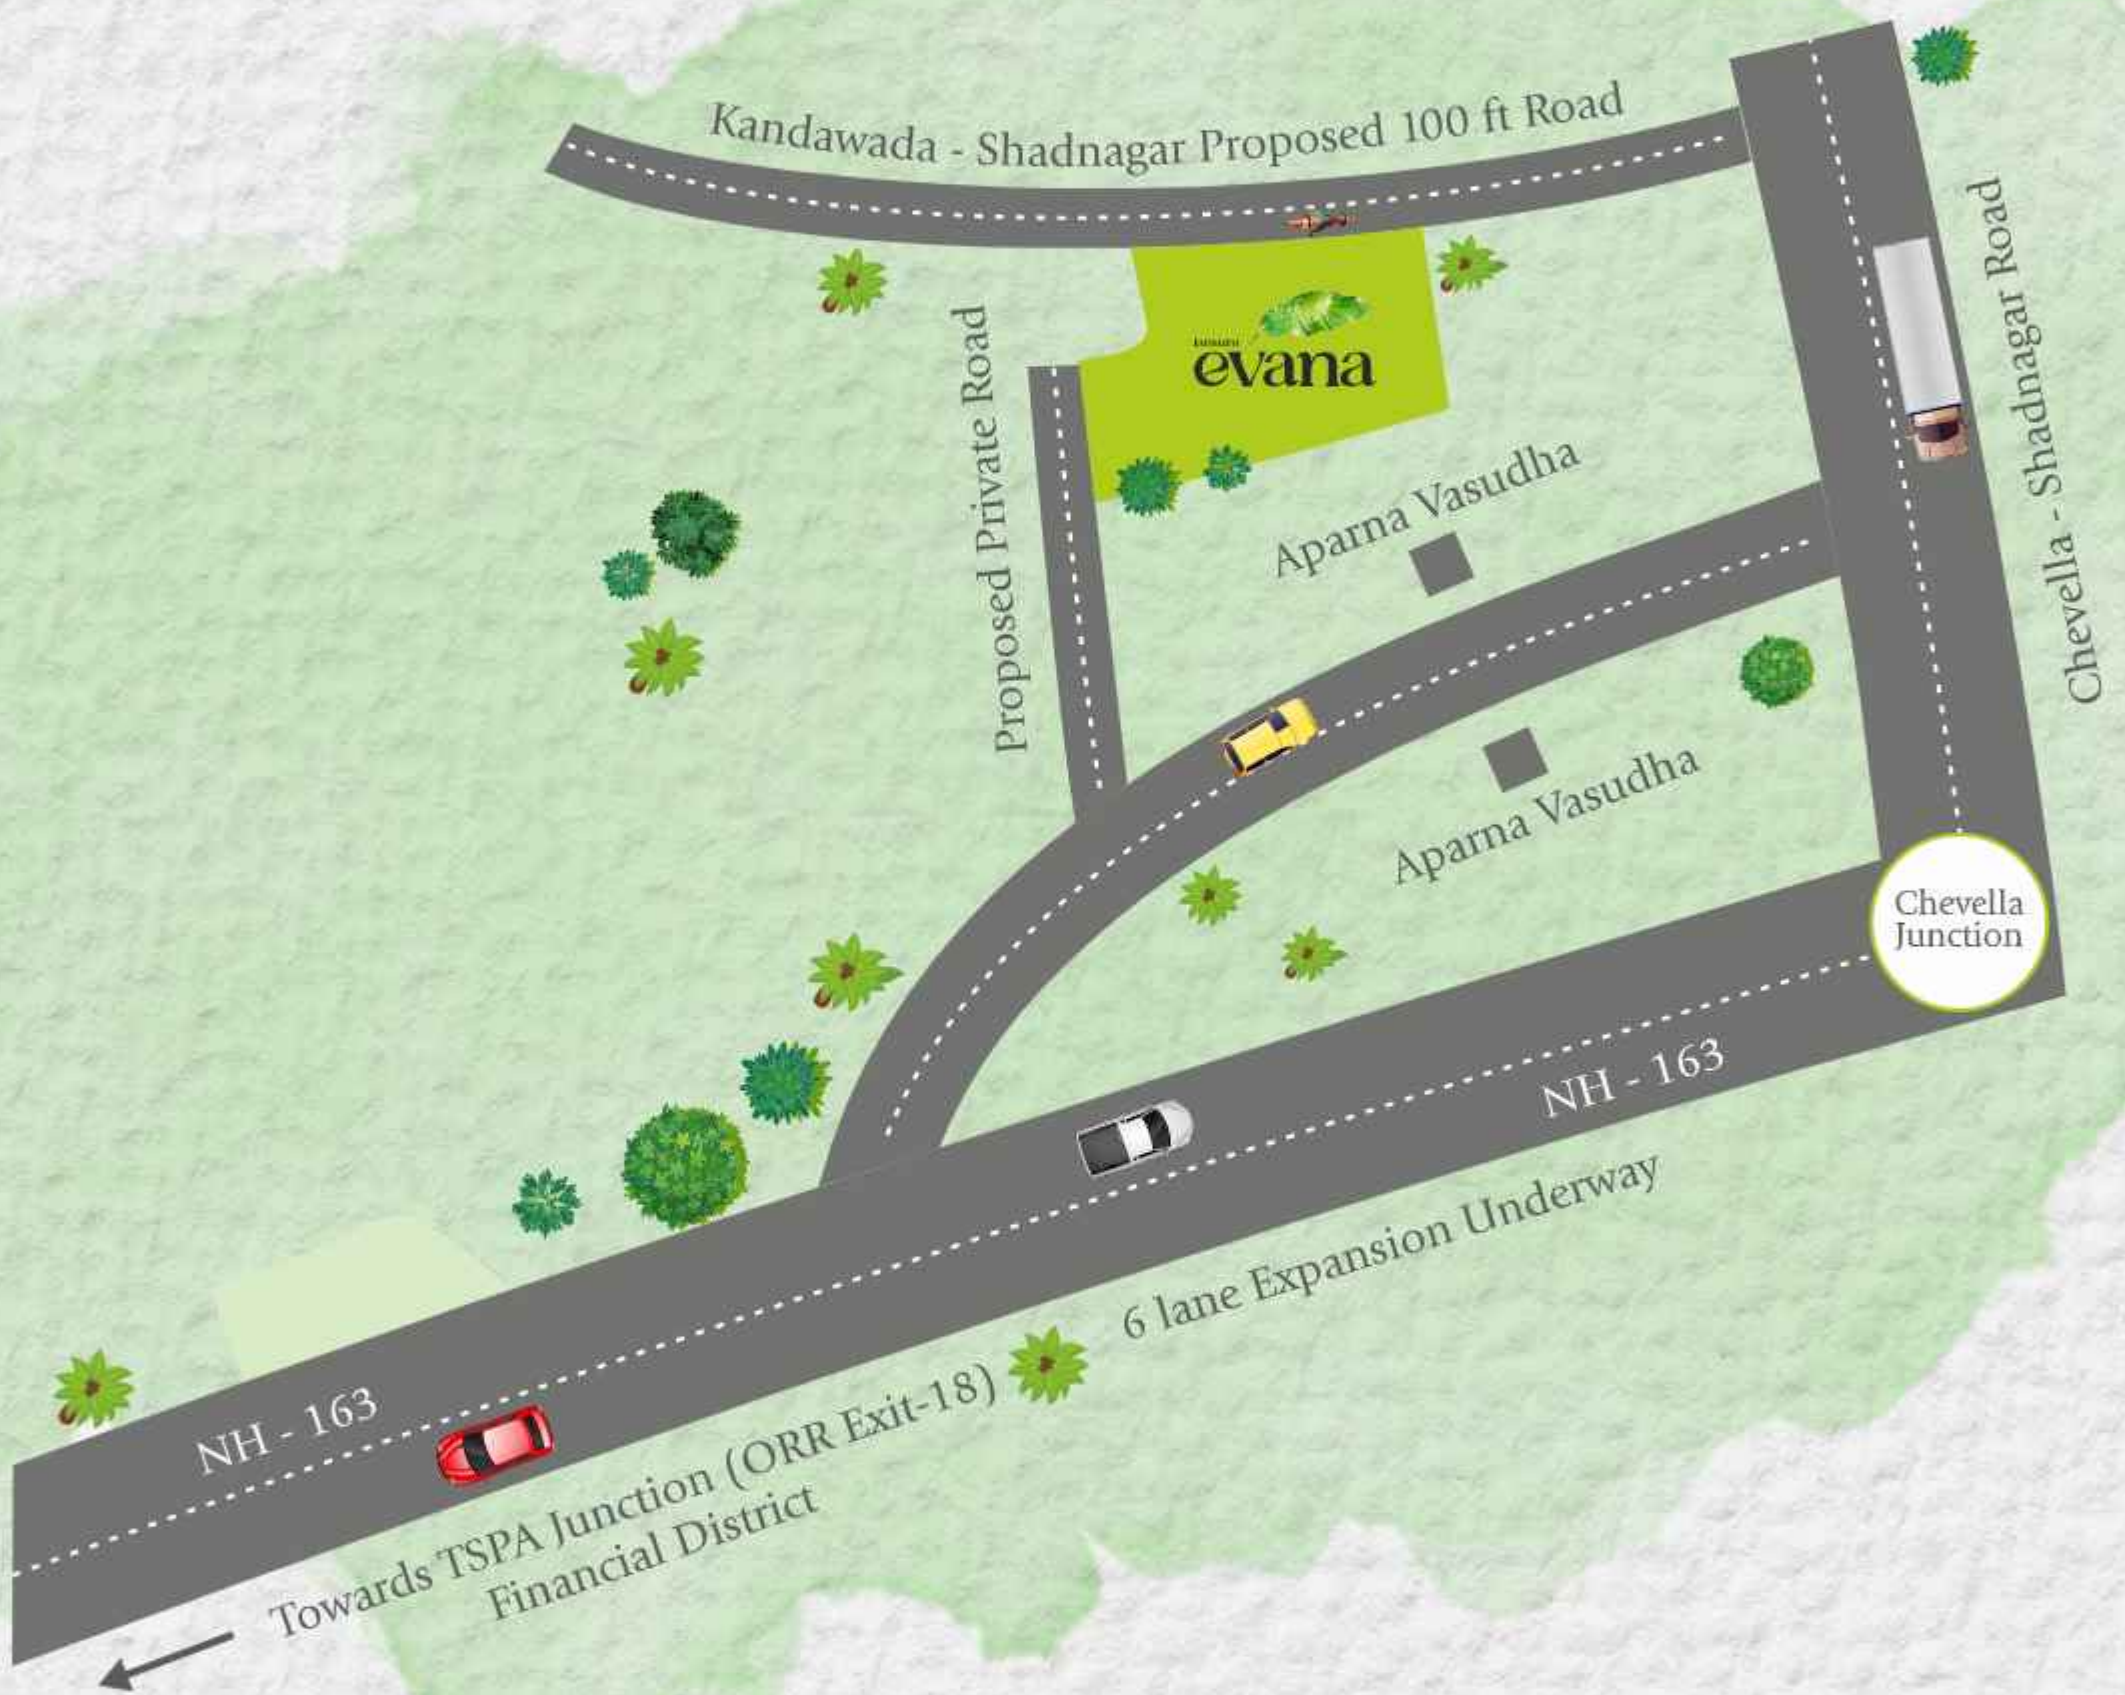 Kandawada - Shadnagar Proposed 100 ft Road
Chevella - Shadnagar Road
Proposed Private Road
evana
Aparna Vasudha
Aparna Vasudha
Chevella
Junction
NH - 163
6 lane Expansion Underway
NH - 163
Towards TSPA Junction (ORR Exit-18)
Financial District